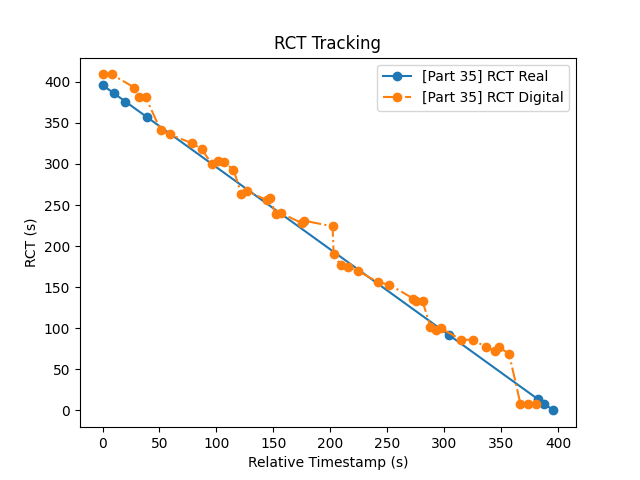 RCT Tracking
[Part 35] RCT Real
[Part 35] RCT Digital
RCT (s)
400
350
300
250
200
150
100
50
0
0 50 100 150 200 250 300 350 400
Relative Timestamp (s)